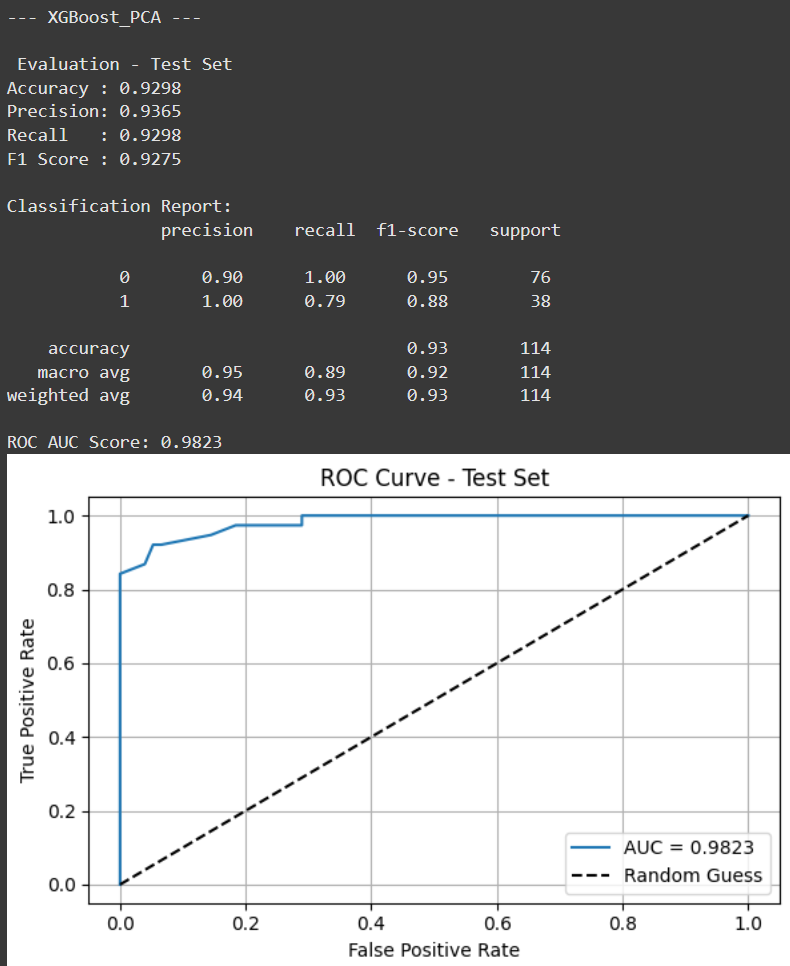 --- XGBoost_PCA ---
Evaluation - Test Set
Accuracy : 0.9298
Precision: 0.9365
Recall   : 0.9298
F1 Score : 0.9275
Classification Report:
precision    recall  f1-score   support
0       0.90      1.00      0.95        76
1       1.00      0.79      0.88        38
accuracy                           0.93       114
macro avg       0.95      0.89      0.92       114
weighted avg       0.94      0.93      0.93       114
ROC AUC Score: 0.9823
ROC Curve - Test Set
1.0
0.8
0.6
0.4
0.2
0.0
True Positive Rate
AUC = 0.9823
Random Guess
0.0 0.2 0.4 0.6 0.8 1.0
False Positive Rate